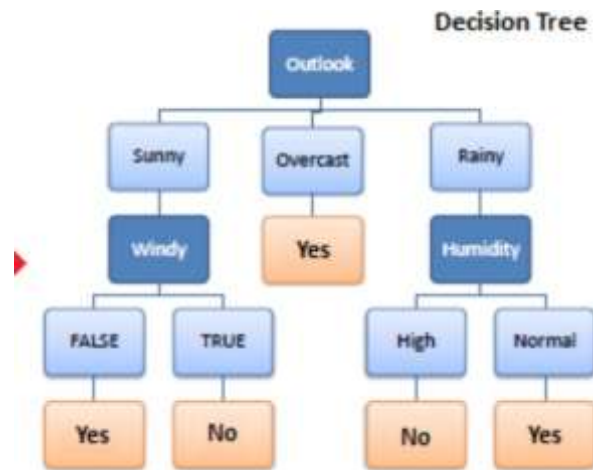 Decision Tree
Outlook
Sunny Overcast Rainy
Windy Yes Humidity
FALSE TRUE High Normal
Yes No No Yes